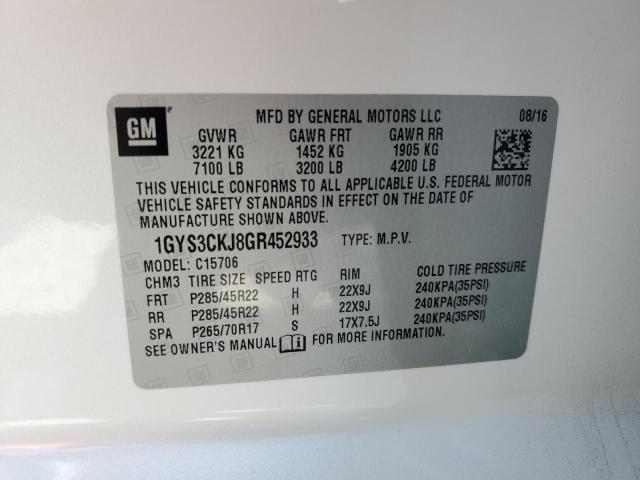 GM
MFD BY GENERAL MOTORS LLC 08/16
GVWR GAWR FRT GAWR RR
3221 KG 1452 KG 1905 KG
7100 LB 3200 LB 4200 LB
THIS VEHICLE CONFORMS TO ALL APPLICABLE U.S. FEDERAL MOTOR
VEHICLE SAFETY STANDARDS IN EFFECT ON THE DATE OF
MANUFACTURE SHOWN ABOVE.
1GYS3CKJ8GR452933 TYPE: M.P.V.
MODEL: C15706
CHM3 TIRE SIZE SPEED RTG RIM COLD TIRE PRESSURE
FRT P285/45R22 H 22X9J 240KPA(35PSI)
RR P285/45R22 H 22X9J 240KPA(35PSI)
SPA P265/70R17 S 17X7.5J 240KPA(35PSI)
SEE OWNER'S MANUAL FOR MORE INFORMATION.